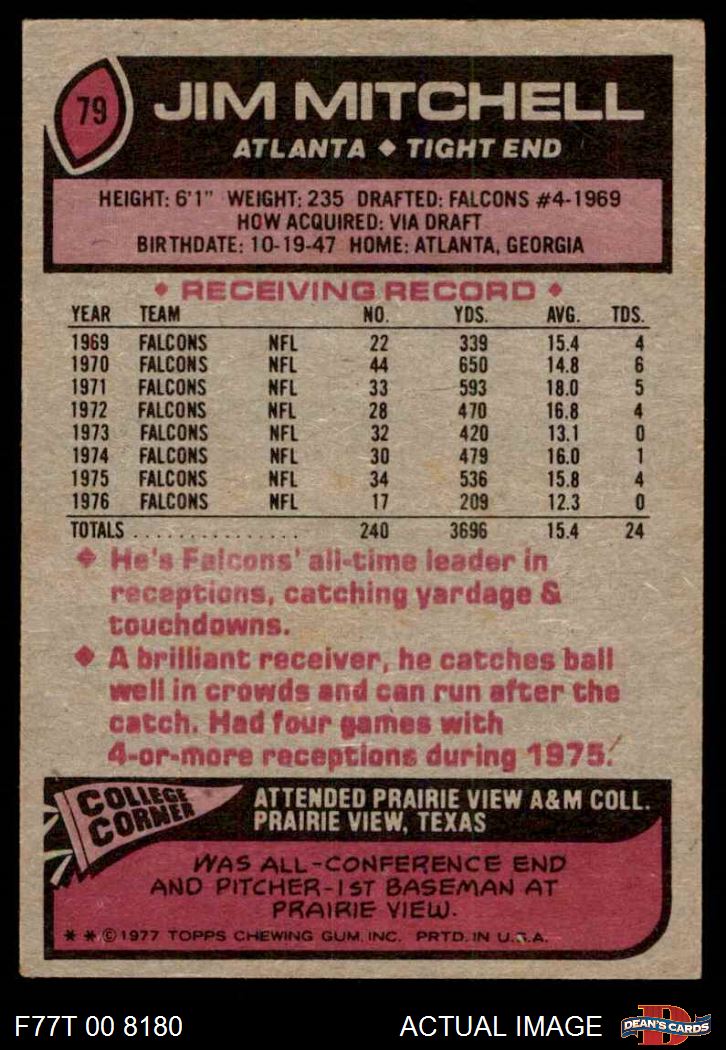 79 JIM MITCHELL
ATLANTA ◆ TIGHT END
HEIGHT: 6'1" WEIGHT: 235 DRAFTED: FALCONS #4-1969
HOW ACQUIRED: VIA DRAFT
BIRTHDATE: 10-19-47 HOME: ATLANTA, GEORGIA
◆ RECEIVING RECORD ◆
YEAR TEAM NO. YDS. AVG. TDS.
1969 FALCONS NFL 22 339 15.4 4
1970 FALCONS NFL 44 650 14.8 6
1971 FALCONS NFL 33 593 18.0 5
1972 FALCONS NFL 28 470 16.8 4
1973 FALCONS NFL 32 420 13.1 0
1974 FALCONS NFL 30 479 16.0 1
1975 FALCONS NFL 34 536 15.8 4
1976 FALCONS NFL 17 209 12.3 0
TOTALS . . . . . . . . . . . . . . . 240 3696 15.4 24
◆ He's Falcons' all-time leader in
receptions, catching yardage &
touchdowns.
◆ A brilliant receiver, he catches ball
well in crowds and can run after the
catch. Had four games with
4-or-more receptions during 1975.
COLLEGE
CORNER
ATTENDED PRAIRIE VIEW A&M COLL.
PRAIRIE VIEW, TEXAS
WAS ALL-CONFERENCE END
AND PITCHER-1ST BASEMAN AT
PRAIRIE VIEW.
* * © 1977 TOPPS CHEWING GUM, INC. PRTD. IN U.S.A.
F77T 00 8180 ACTUAL IMAGE D DEAN'S CARDS